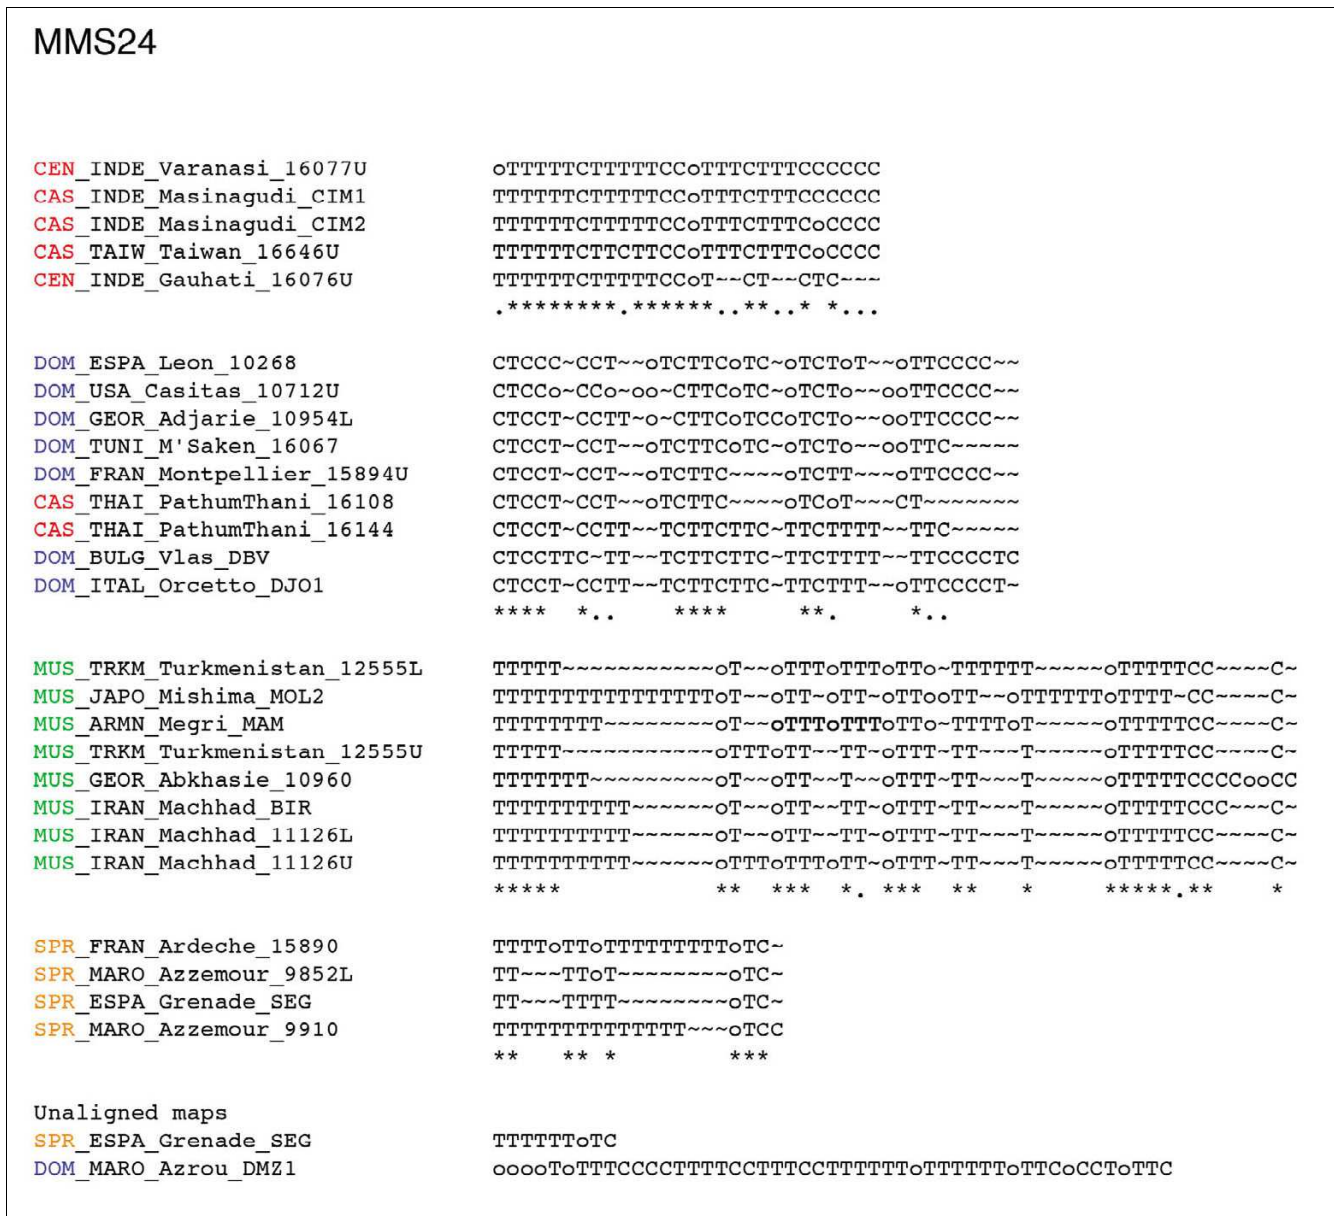 MMS24
CEN_INDE_Varanasi_16077U oTTTTTCTTTTTCCoTTTCTTTCCCCCC
CAS_INDE_Masinagudi_CIM1 TTTTTTCTTTTTCCoTTTCTTTCCCCCC
CAS_INDE_Masinagudi_CIM2 TTTTTTCTTTTTCCoTTTCTTTCoCCCC
CAS_TAIW_Taiwan_16646U TTTTTTCTTCTTCCoTTTCTTTCoCCCC
CEN_INDE_Gauhati_16076U TTTTTTCTTTTTCCoT~~CT~~CTC~~~
.********.******..**..* *...
DOM_ESPA_Leon_10268 CTCCC~CCT~~oTCTTCoTC~oTCToT~~oTTCCCC~~
DOM_USA_Casitas_10712U CTCCo~CCo~oo~CTTCoTC~oTCTo~~ooTTCCCC~~
DOM_GEOR_Adjarie_10954L CTCCT~CCTT~o~CTTCoTCCoTCTo~~ooTTCCCC~~
DOM_TUNI_M'Saken_16067 CTCCT~CCT~~oTCTTCoTC~oTCTo~~ooTTC~~~~~
DOM_FRAN_Montpellier_15894U CTCCT~CCT~~oTCTTC~~~~oTCTT~~~oTTCCCC~~
CAS_THAI_PathumThani_16108 CTCCT~CCT~~oTCTTC~~~~oTCoT~~~CT~~~~~~~
CAS_THAI_PathumThani_16144 CTCCT~CCTT~~TCTTCTTC~TTCTTTT~~TTC~~~~~
DOM_BULG_Vlas_DBV CTCCTTC~TT~~TCTTCTTC~TTCTTTT~~TTCCCCTC
DOM_ITAL_Orcetto_DJO1 CTCCT~CCTT~~TCTTCTTC~TTCTTT~~oTTCCCCT~
****  *..    ****     **.     *..
MUS_TRKM_Turkmenistan_12555L TTTTT~~~~~~~~~~~oT~~oTTToTTToTTo~TTTTTT~~~~~oTTTTTCC~~~~C~
MUS_JAPO_Mishima_MOL2 TTTTTTTTTTTTTTTToT~~oTT~oTT~oTTooTT~~oTTTTTToTTTT~CC~~~~C~
MUS_ARMN_Megri_MAM TTTTTTTT~~~~~~~~oT~~oTTToTTToTTo~TTTToT~~~~~oTTTTTCC~~~~C~
MUS_TRKM_Turkmenistan_12555U TTTTT~~~~~~~~~~~oTTToTT~~TT~oTTT~TT~~~T~~~~~oTTTTTCC~~~~C~
MUS_GEOR_Abkhasie_10960 TTTTTTT~~~~~~~~~oT~~oTT~~T~~oTTT~TT~~~T~~~~~oTTTTTCCCCooCC
MUS_IRAN_Machhad_BIR TTTTTTTTTT~~~~~~oT~~oTT~~TT~oTTT~TT~~~T~~~~~oTTTTTCCC~~~C~
MUS_IRAN_Machhad_11126L TTTTTTTTTT~~~~~~oT~~oTT~~TT~oTTT~TT~~~T~~~~~oTTTTTCC~~~~C~
MUS_IRAN_Machhad_11126U TTTTTTTTTT~~~~~~oTTToTTToTT~oTTT~TT~~~T~~~~~oTTTTTCC~~~~C~
*****           **  ***  *. ***  **   *     *****.**    *
SPR_FRAN_Ardeche_15890 TTTToTToTTTTTTTTToTC~
SPR_MARO_Azzemour_9852L TT~~~TToT~~~~~~~~oTC~
SPR_ESPA_Grenade_SEG TT~~~TTTT~~~~~~~~oTC~
SPR_MARO_Azzemour_9910 TTTTTTTTTTTTTT~~~oTCC
**   ** *        ***
Unaligned maps
SPR_ESPA_Grenade_SEG TTTTTToTC
DOM_MARO_Azrou_DMZ1 ooooToTTTCCCCTTTTCCTTTCCTTTTTToTTTTTToTTCoCCToTTC